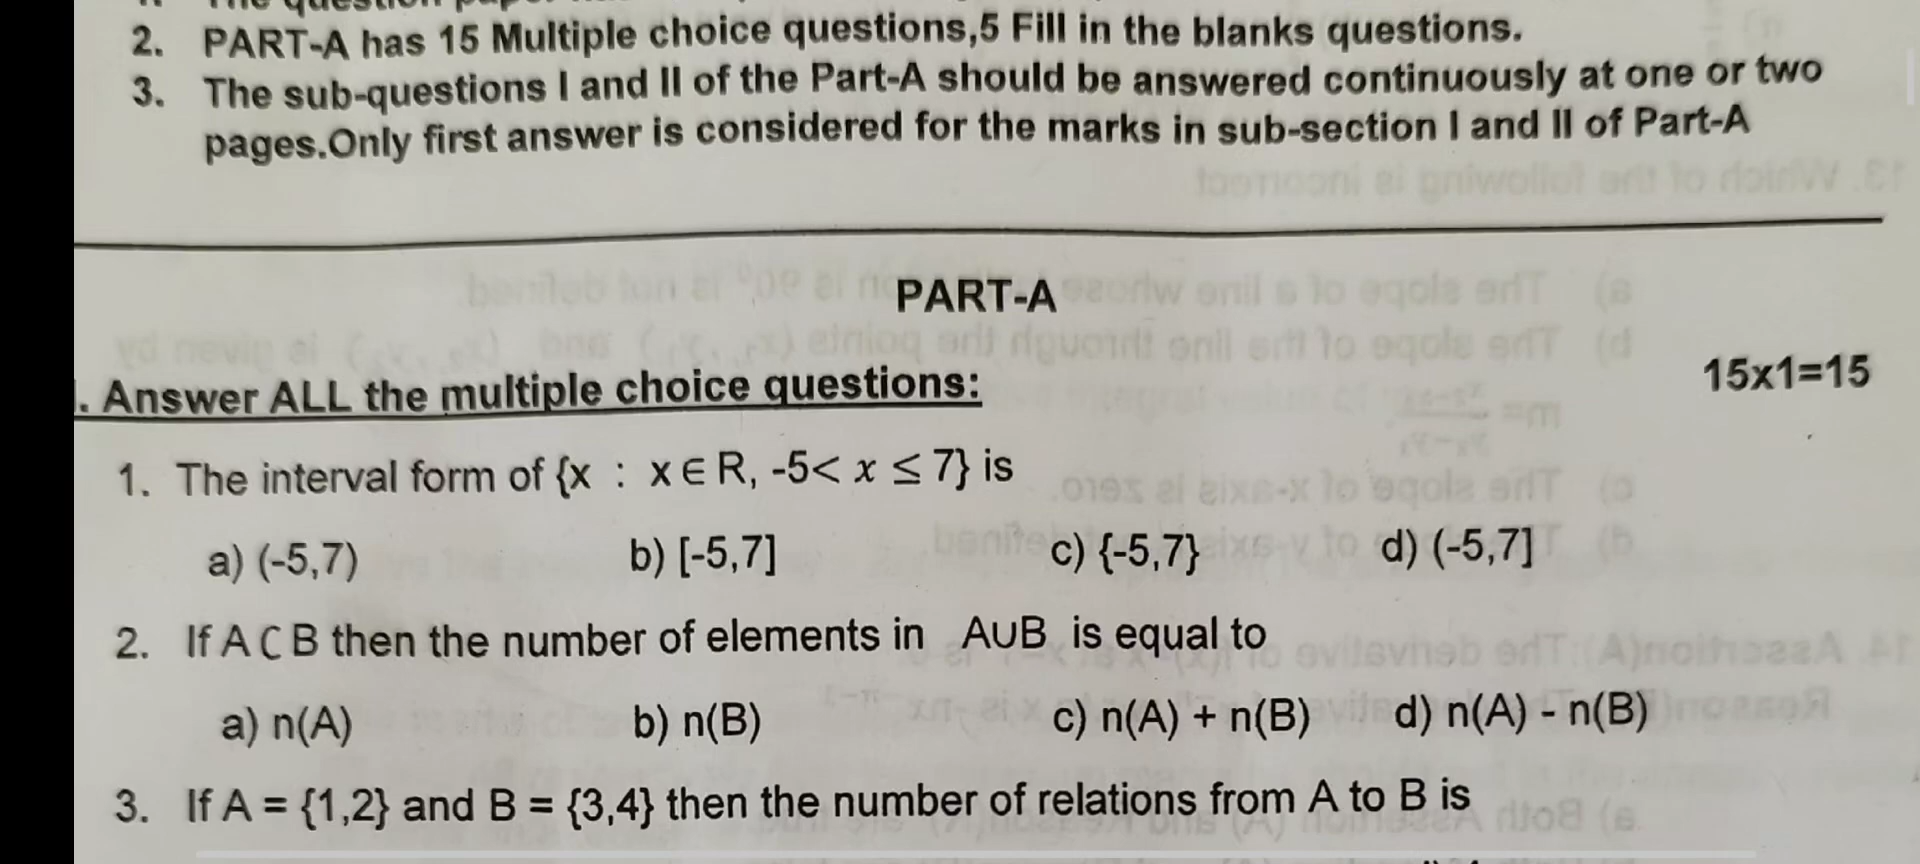 2. PART-A has 15 Multiple choice questions,5 Fill in the blanks questions.
3. The sub-questions I and II of the Part-A should be answered continuously at one or two
pages.Only first answer is considered for the marks in sub-section I and II of Part-A
PART-A
. Answer ALL the multiple choice questions: 15x1=15
1. The interval form of {x : x∈R, -5< x ≤ 7} is
a) (-5,7) b) [-5,7] c) {-5,7} d) (-5,7]
2. If A⊂B then the number of elements in A∪B is equal to
a) n(A) b) n(B) c) n(A) + n(B) d) n(A) - n(B)
3. If A = {1,2} and B = {3,4} then the number of relations from A to B is